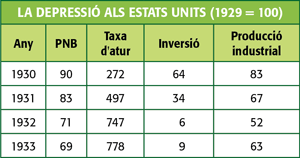 LA DEPRESSIÓ ALS ESTATS UNITS (1929 = 100)
Any PNB Taxa d'atur Inversió Producció industrial
1930 90 272 64 83
1931 83 497 34 67
1932 71 747 6 52
1933 69 778 9 63